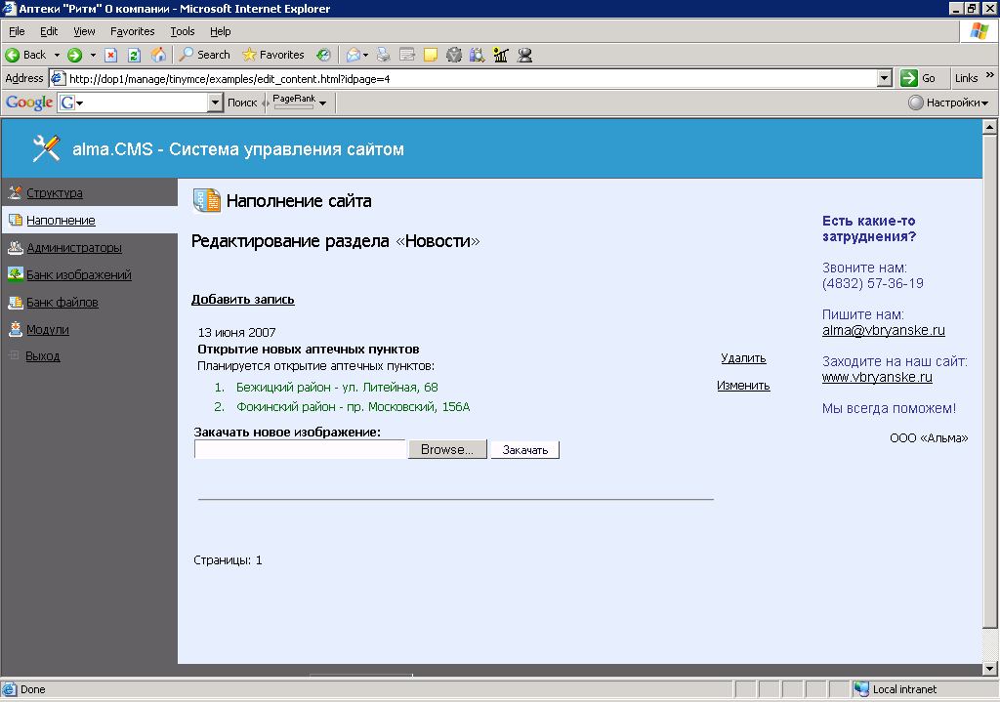 Аптеки "Ритм" О компании - Microsoft Internet Explorer
File Edit View Favorites Tools Help
Back Search Favorites
Address http://dop1/manage/tinymce/examples/edit_content.html?idpage=4 Go Links »
Google G Поиск PageRank Настройки
alma.CMS - Система управления сайтом
Структура
Наполнение
Администраторы
Банк изображений
Банк файлов
Модули
Выход
Наполнение сайта
Редактирование раздела «Новости»
Добавить запись
13 июня 2007
Открытие новых аптечных пунктов
Планируется открытие аптечных пунктов:
1. Бежицкий район - ул. Литейная, 68
2. Фокинский район - пр. Московский, 156А
Удалить
Изменить
Закачать новое изображение:
Browse... Закачать
Страницы: 1
Есть какие-то
затруднения?
Звоните нам:
(4832) 57-36-19
Пишите нам:
alma@vbryanske.ru
Заходите на наш сайт:
www.vbryanske.ru
Мы всегда поможем!
ООО «Альма»
Done Local intranet